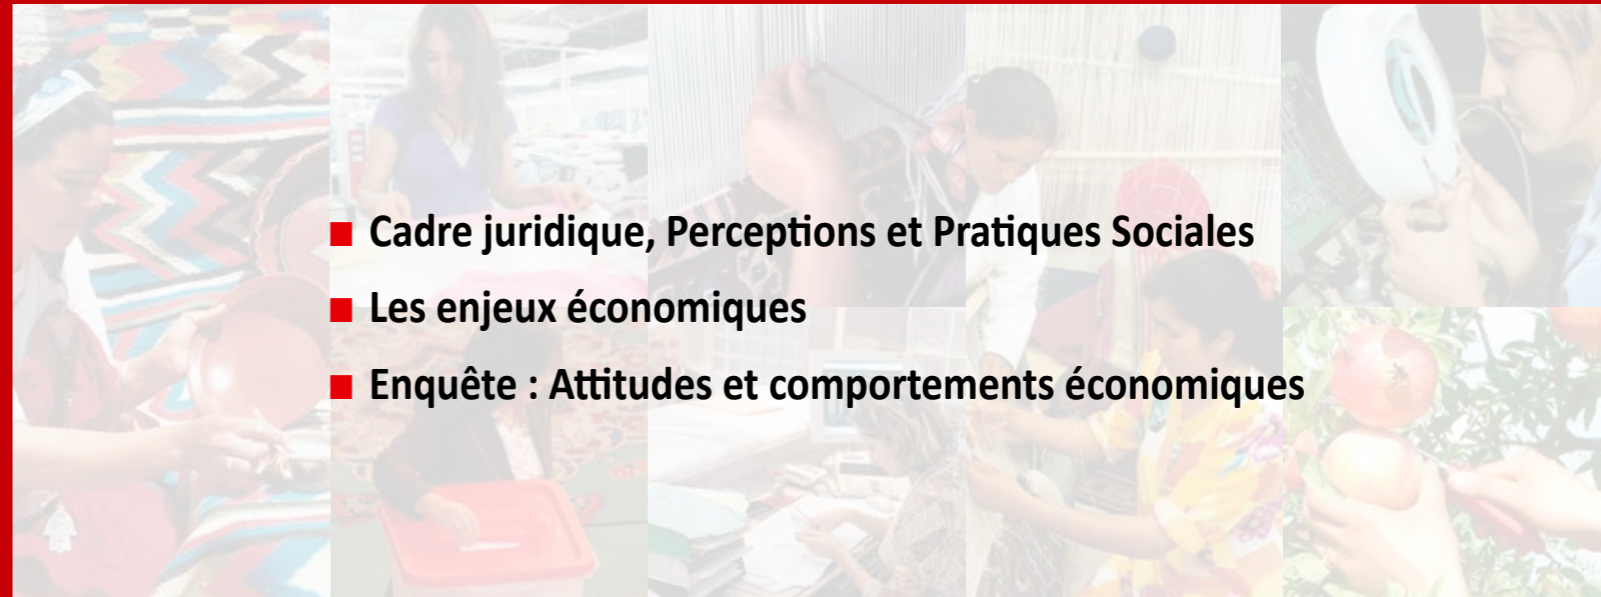 ■ Cadre juridique, Perceptions et Pratiques Sociales
■ Les enjeux économiques
■ Enquête : Attitudes et comportements économiques